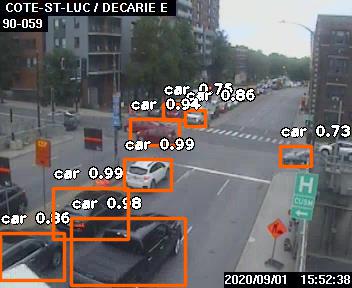 COTE-ST-LUC / DECARIE E
90-059
car 0.75
car 0.94
car 0.86
car 0.73
car 0.99
car 0.99
car 0.98
car 0.86
H
CUSM
2020/09/01 15:52:38